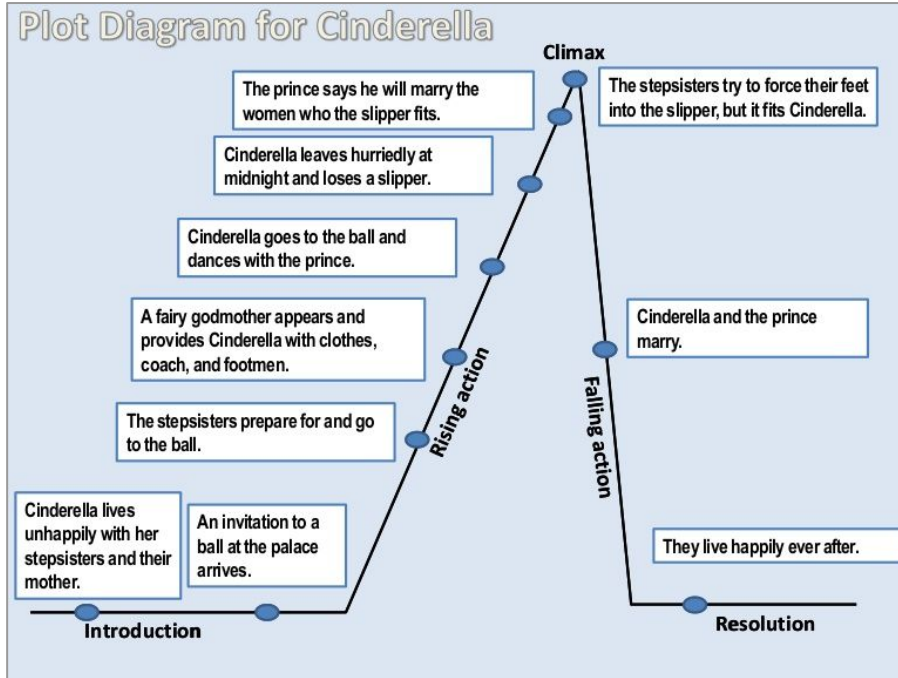 Plot Diagram for Cinderella
Climax
The prince says he will marry the
women who the slipper fits.
The stepsisters try to force their feet
into the slipper, but it fits Cinderella.
Cinderella leaves hurriedly at
midnight and loses a slipper.
Cinderella goes to the ball and
dances with the prince.
A fairy godmother appears and
provides Cinderella with clothes,
coach, and footmen.
Cinderella and the prince
marry.
The stepsisters prepare for and go
to the ball.
Rising action
Falling action
Cinderella lives
unhappily with her
stepsisters and their
mother.
An invitation to a
ball at the palace
arrives.
They live happily ever after.
Introduction
Resolution